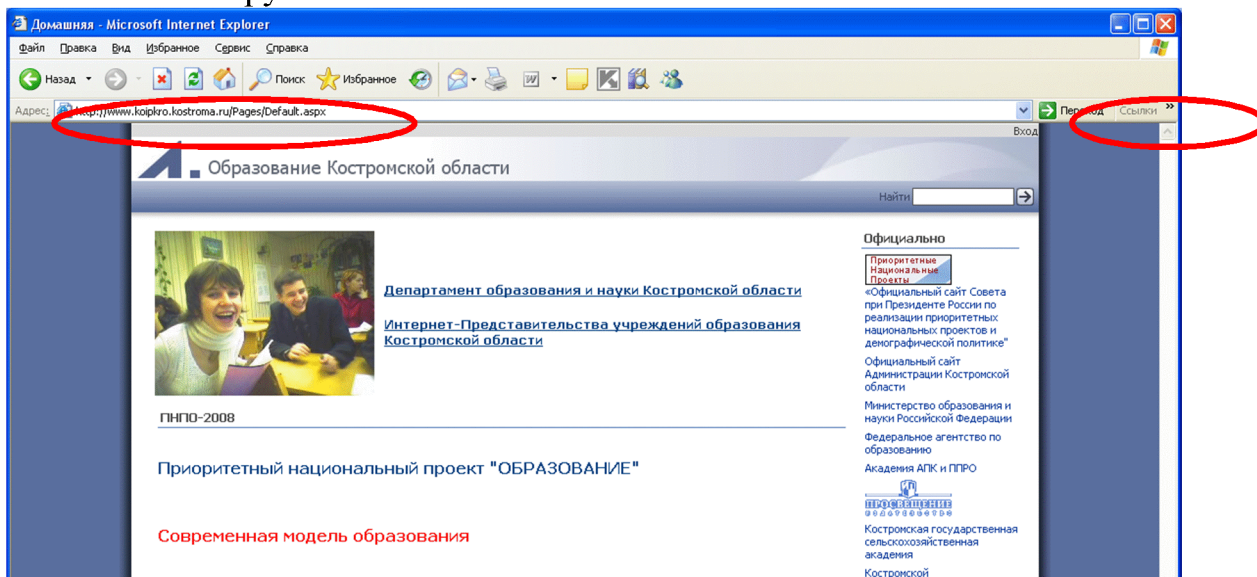 Домашняя - Microsoft Internet Explorer
Файл Правка Вид Избранное Сервис Справка
Назад Поиск Избранное
Адрес: http://www.koipkro.kostroma.ru/Pages/Default.aspx Переход Ссылки »
Вход
Образование Костромской области
Найти
Официально
Приоритетные
Национальные
Проекты
«Официальный сайт Совета
при Президенте России по
реализации приоритетных
национальных проектов и
демографической политике"
Официальный сайт
Администрации Костромской
области
Министерство образования и
науки Российской Федерации
Федеральное агентство по
образованию
Академия АПК и ППРО
ПРОСВЕЩЕНИЕ
ИЗДАТЕЛЬСТВО
Костромская государственная
сельскохозяйственная
академия
Костромской
Департамент образования и науки Костромской области
Интернет-Представительства учреждений образования
Костромской области
ПНПО-2008
Приоритетный национальный проект "ОБРАЗОВАНИЕ"
Современная модель образования